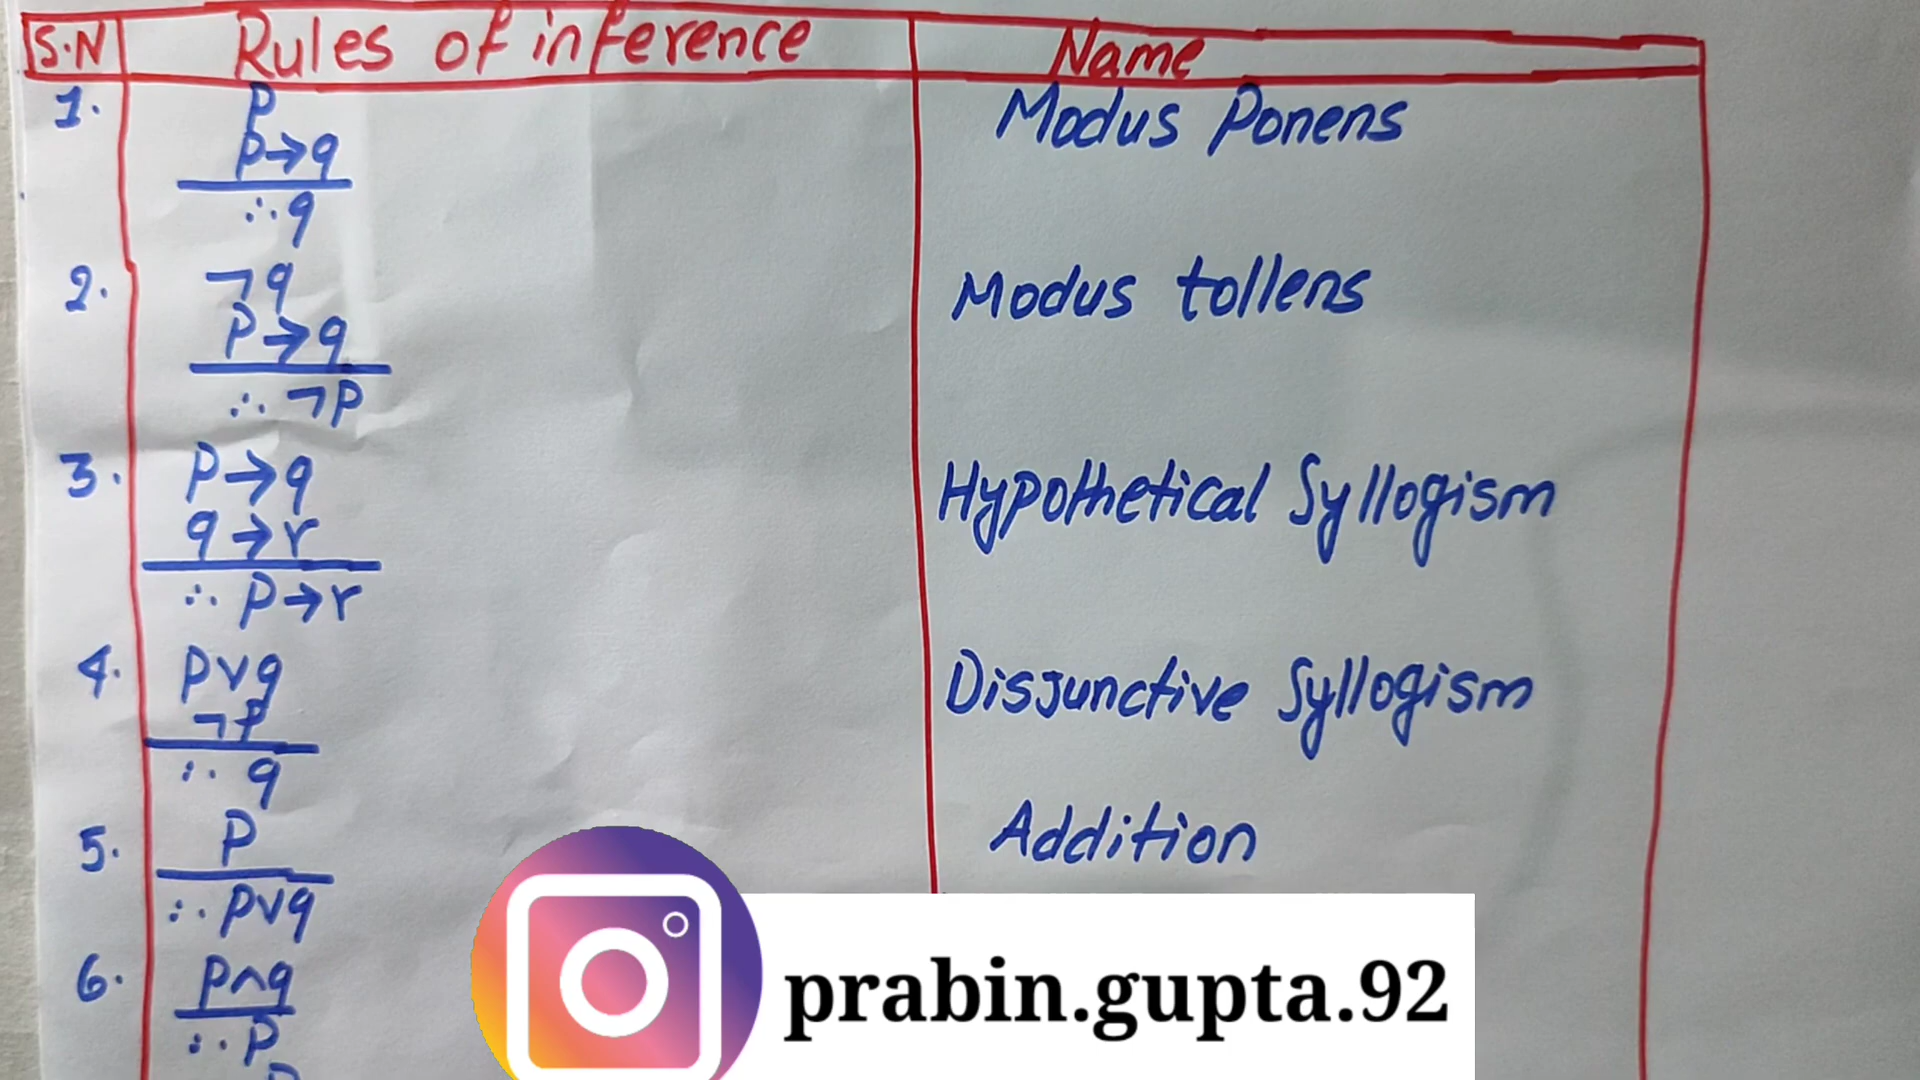 S.N Rules of inference Name
1. P Modus Ponens
P→q
∴q
2. ¬q Modus tollens
P→q
∴ ¬P
3. P→q Hypothetical Syllogism
q→r
∴ P→r
4. P∨q Disjunctive Syllogism
¬P
∴ q
5. P Addition
∴ P∨q
6. P∧q
∴ P
prabin.gupta.92